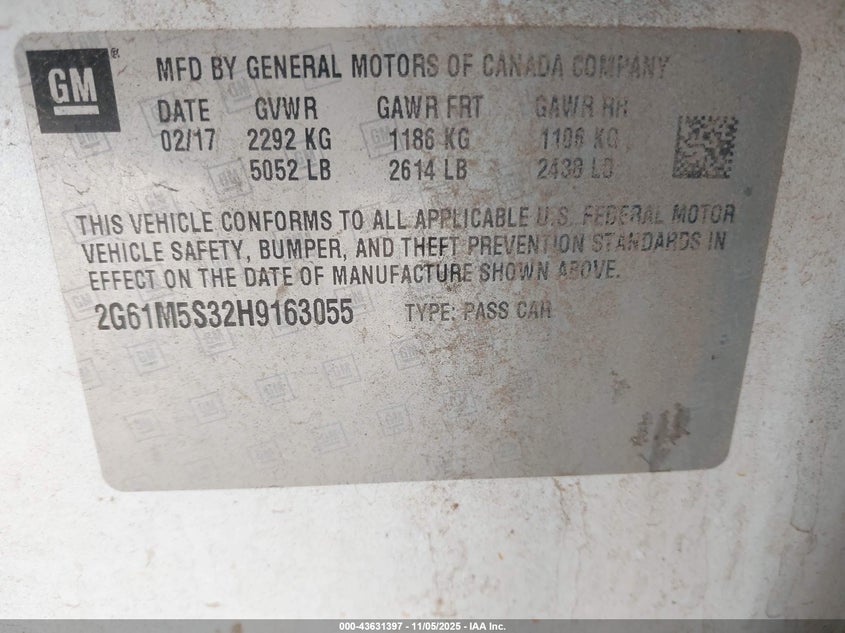 GM
MFD BY GENERAL MOTORS OF CANADA COMPANY
DATE GVWR GAWR FRT GAWR RR
02/17 2292 KG 1186 KG 1106 KG
5052 LB 2614 LB 2438 LB
THIS VEHICLE CONFORMS TO ALL APPLICABLE U.S. FEDERAL MOTOR
VEHICLE SAFETY, BUMPER, AND THEFT PREVENTION STANDARDS IN
EFFECT ON THE DATE OF MANUFACTURE SHOWN ABOVE.
2G61M5S32H9163055 TYPE: PASS CAR
000-43631397 - 11/05/2025 - IAA Inc.